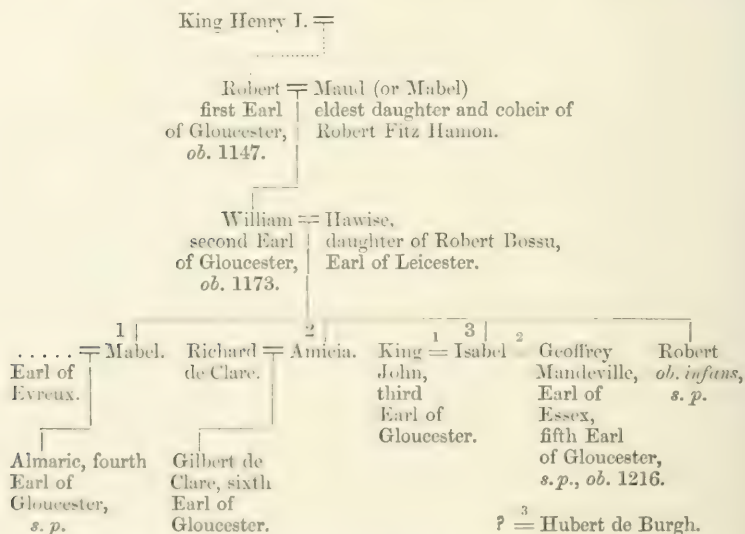 King Henry I. =
Robert = Maud (or Mabel)
first Earl eldest daughter and coheir of
of Gloucester, Robert Fitz Hamon.
ob. 1147.
William = Hawise,
second Earl daughter of Robert Bossu,
of Gloucester, Earl of Leicester.
ob. 1173.
1 2 1 3 2
..... = Mabel. Richard = Amicia. King = Isabel Geoffrey Robert
Earl of de Clare. John, Mandeville, ob. infans,
Evreux. third Earl of s. p.
Earl of Essex,
Gloucester. fifth Earl
Almaric, fourth Gilbert de of Gloucester,
Earl of Clare, sixth s.p., ob. 1216.
Gloucester, Earl of
s. p. Gloucester. ? = 3 Hubert de Burgh.